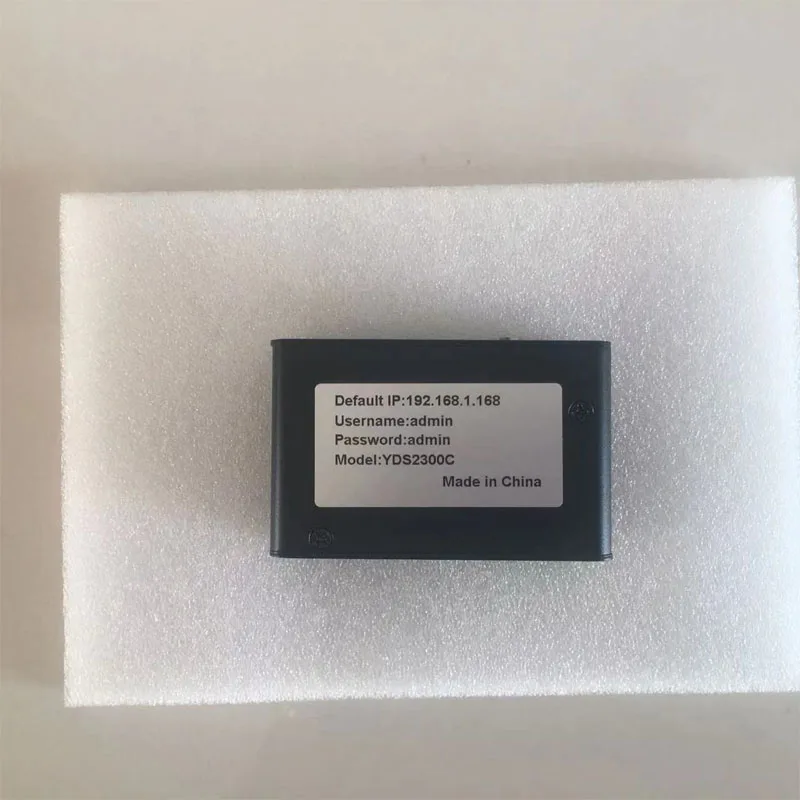 Default IP:192.168.1.168
Username:admin
Password:admin
Model:YDS2300C
Made in China